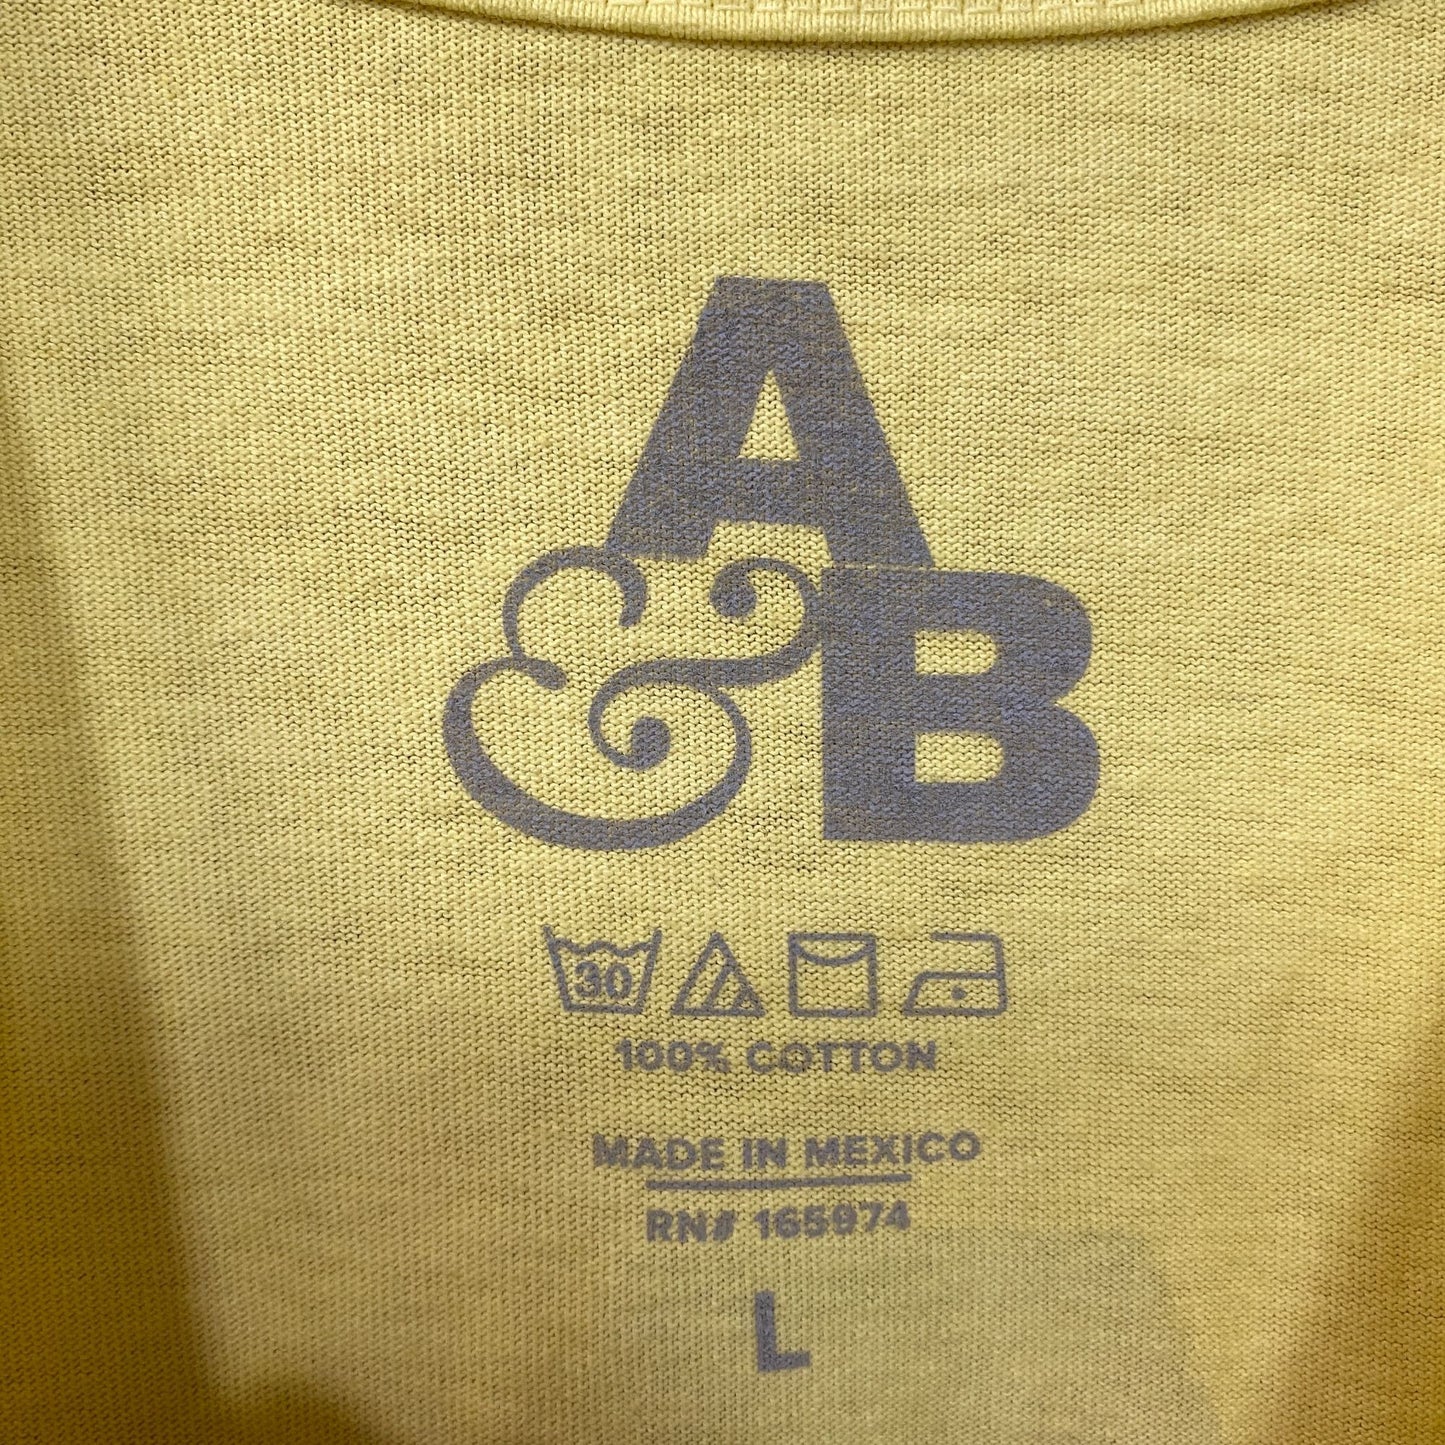 A
&B
30
100% COTTON
MADE IN MEXICO
RN# 165974
L